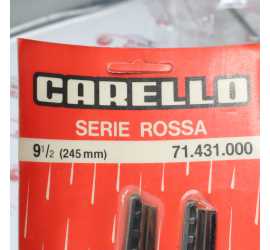 CARELLO
SERIE ROSSA
9 1/2 (245 mm) 71.431.000